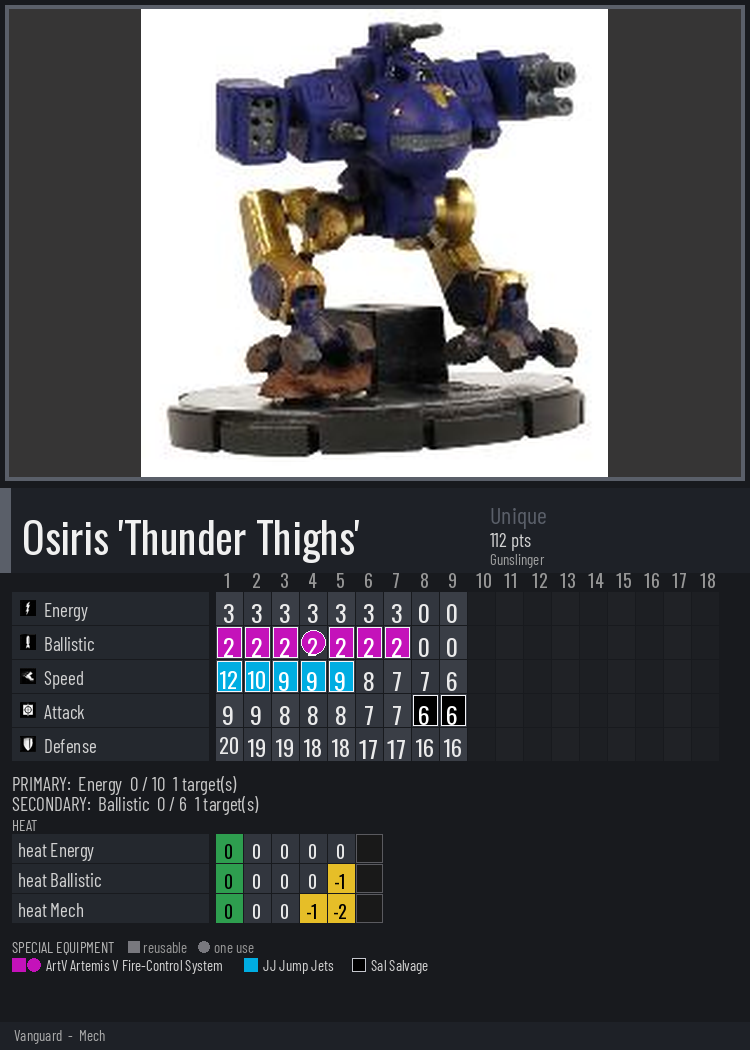 Osiris 'Thunder Thighs'
Unique
112 pts
Gunslinger
1 2 3 4 5 6 7 8 9 10 11 12 13 14 15 16 17 18
Energy 3 3 3 3 3 3 3 0 0
Ballistic 2 2 2 2 2 2 2 0 0
Speed 12 10 9 9 9 8 7 7 6
Attack 9 9 8 8 8 7 7 6 6
Defense 20 19 19 18 18 17 17 16 16
PRIMARY: Energy 0 / 10 1 target(s)
SECONDARY: Ballistic 0 / 6 1 target(s)
HEAT
heat Energy 0 0 0 0 0
heat Ballistic 0 0 0 0 -1
heat Mech 0 0 0 -1 -2
SPECIAL EQUIPMENT reusable one use
ArtV Artemis V Fire-Control System JJ Jump Jets Sal Salvage
Vanguard - Mech